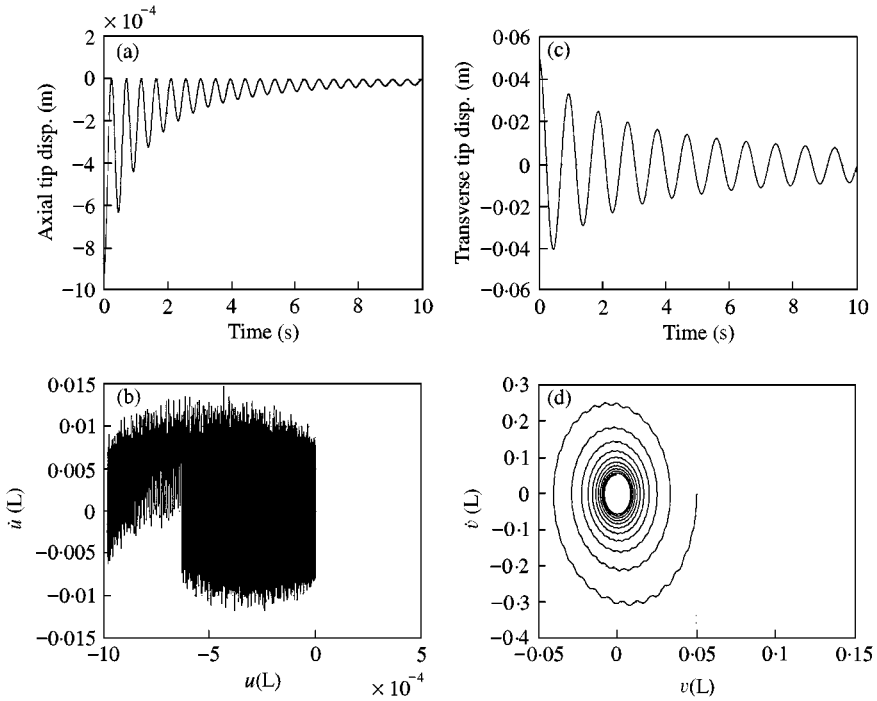 × 10⁻⁴
2
(a)
0
−2
−4
−6
−8
−10
Axial tip disp. (m)
0 2 4 6 8 10
Time (s)
0·06
(c)
0·04
0·02
0
−0·02
−0·04
−0·06
Transverse tip disp. (m)
0 2 4 6 8 10
Time (s)
0·015
(b)
0·01
0·005
0
−0·005
−0·01
−0·015
u̇ (L)
−10 −5 0 5
u(L)
× 10⁻⁴
0·3
(d)
0·2
0·1
0
−0·1
−0·2
−0·3
−0·4
v̇ (L)
−0·05 0 0·05 0·1 0·15
v(L)